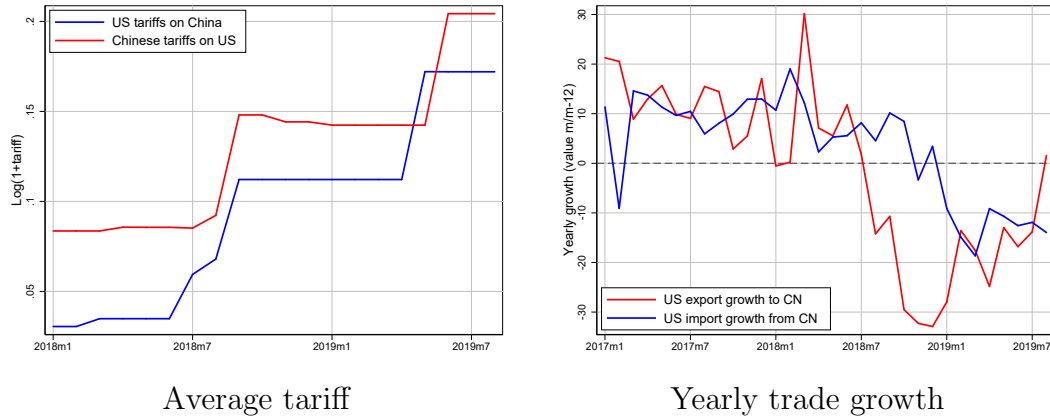 US tariffs on China
Chinese tariffs on US
Log(1+tariff)
.2
.15
.1
.05
2018m1
2018m7
2019m1
2019m7
Average tariff
Yearly growth (value m/m-12)
30
20
10
0
-10
-20
-30
US export growth to CN
US import growth from CN
2017m1
2017m7
2018m1
2018m7
2019m1
2019m7
Yearly trade growth